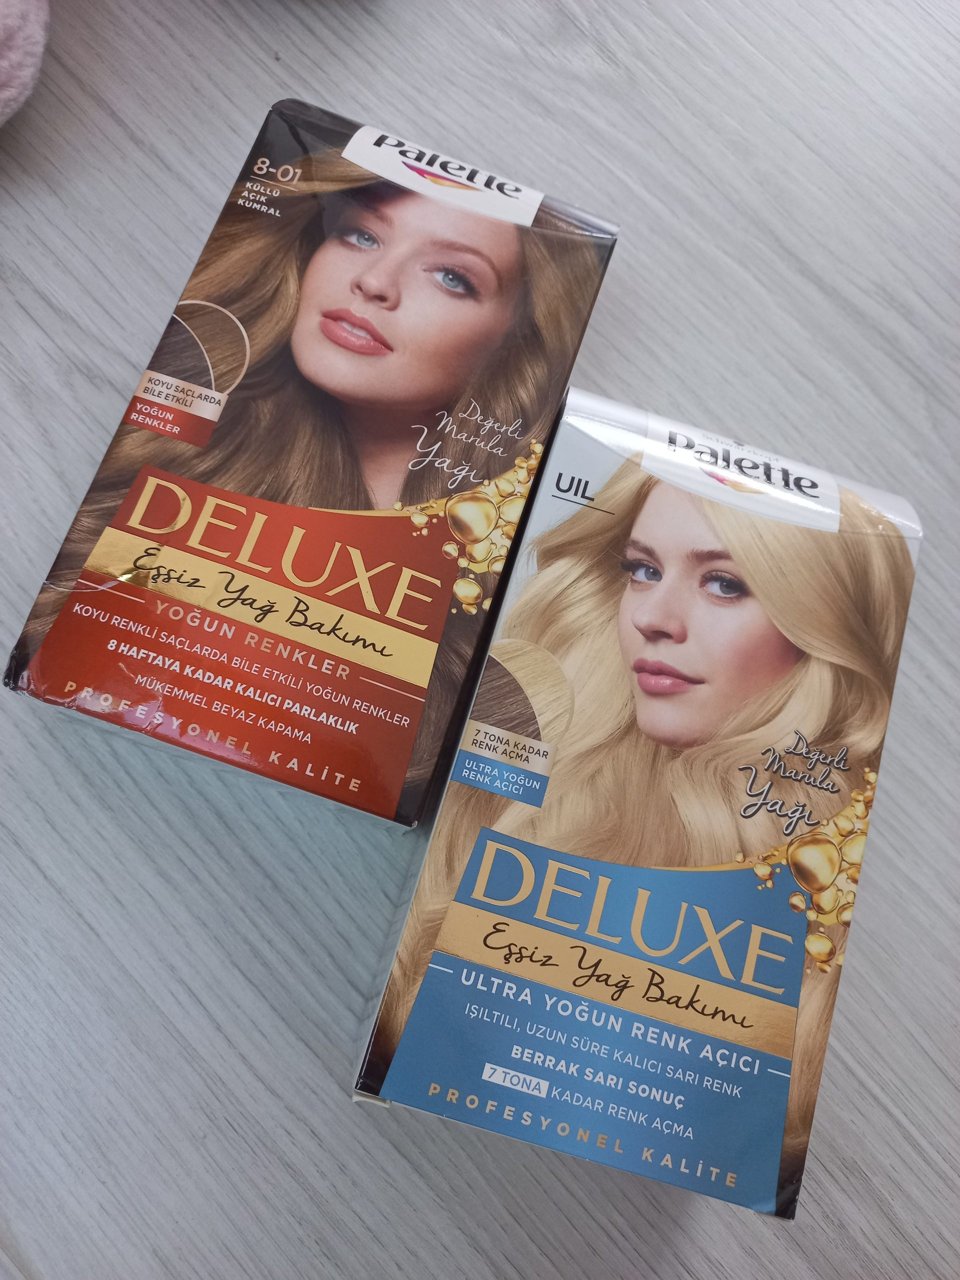 Palette
8-01
KÜLLÜ
AÇIK
KUMRAL
KOYU SAÇLARDA
BİLE ETKİLİ
YOĞUN
RENKLER
Değerli
Marula
Yağı
DELUXE
Eşsiz Yağ Bakımı
YOĞUN RENKLER
KOYU RENKLİ SAÇLARDA BİLE ETKİLİ YOĞUN RENKLER
8 HAFTAYA KADAR KALICI PARLAKLIK
MÜKEMMEL BEYAZ KAPAMA
PROFESYONEL KALİTE
Palette
UIL
7 TONA KADAR
RENK AÇMA
ULTRA YOĞUN
RENK AÇICI
Değerli
Marula
Yağı
DELUXE
Eşsiz Yağ Bakımı
ULTRA YOĞUN RENK AÇICI
IŞILTILI, UZUN SÜRE KALICI SARI RENK
BERRAK SARI SONUÇ
7 TONA KADAR RENK AÇMA
PROFESYONEL KALİTE